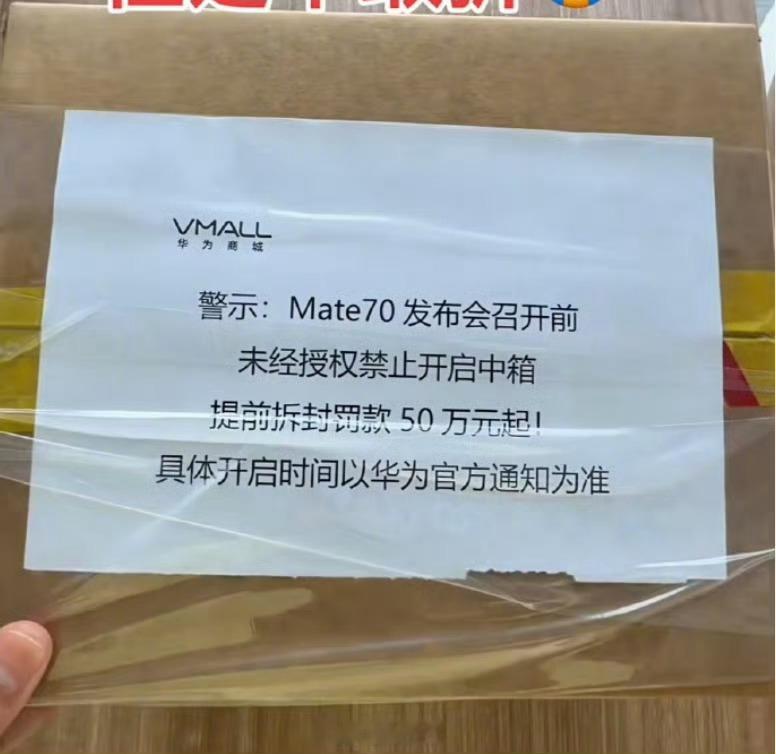 VMALL
华为商城
警示：Mate70 发布会召开前
未经授权禁止开启中箱
提前拆封罚款 50 万元起！
具体开启时间以华为官方通知为准